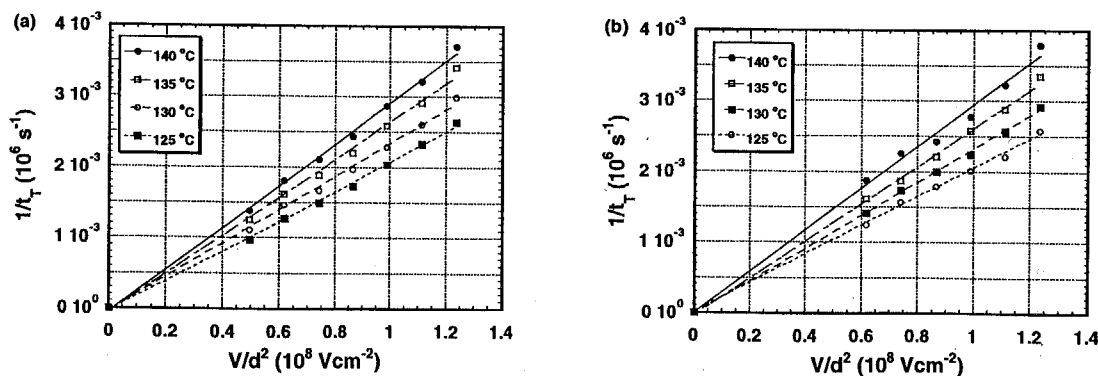 (a)
4 10⁻³
3 10⁻³
2 10⁻³
1 10⁻³
0 10⁰
1/t_T (10⁶ s⁻¹)
140 °C
135 °C
130 °C
125 °C
0 0.2 0.4 0.6 0.8 1 1.2 1.4
V/d² (10⁸ Vcm⁻²)
(b)
4 10⁻³
3 10⁻³
2 10⁻³
1 10⁻³
0 10⁰
1/t_T (10⁶ s⁻¹)
140 °C
135 °C
130 °C
125 °C
0 0.2 0.4 0.6 0.8 1 1.2 1.4
V/d² (10⁸ Vcm⁻²)